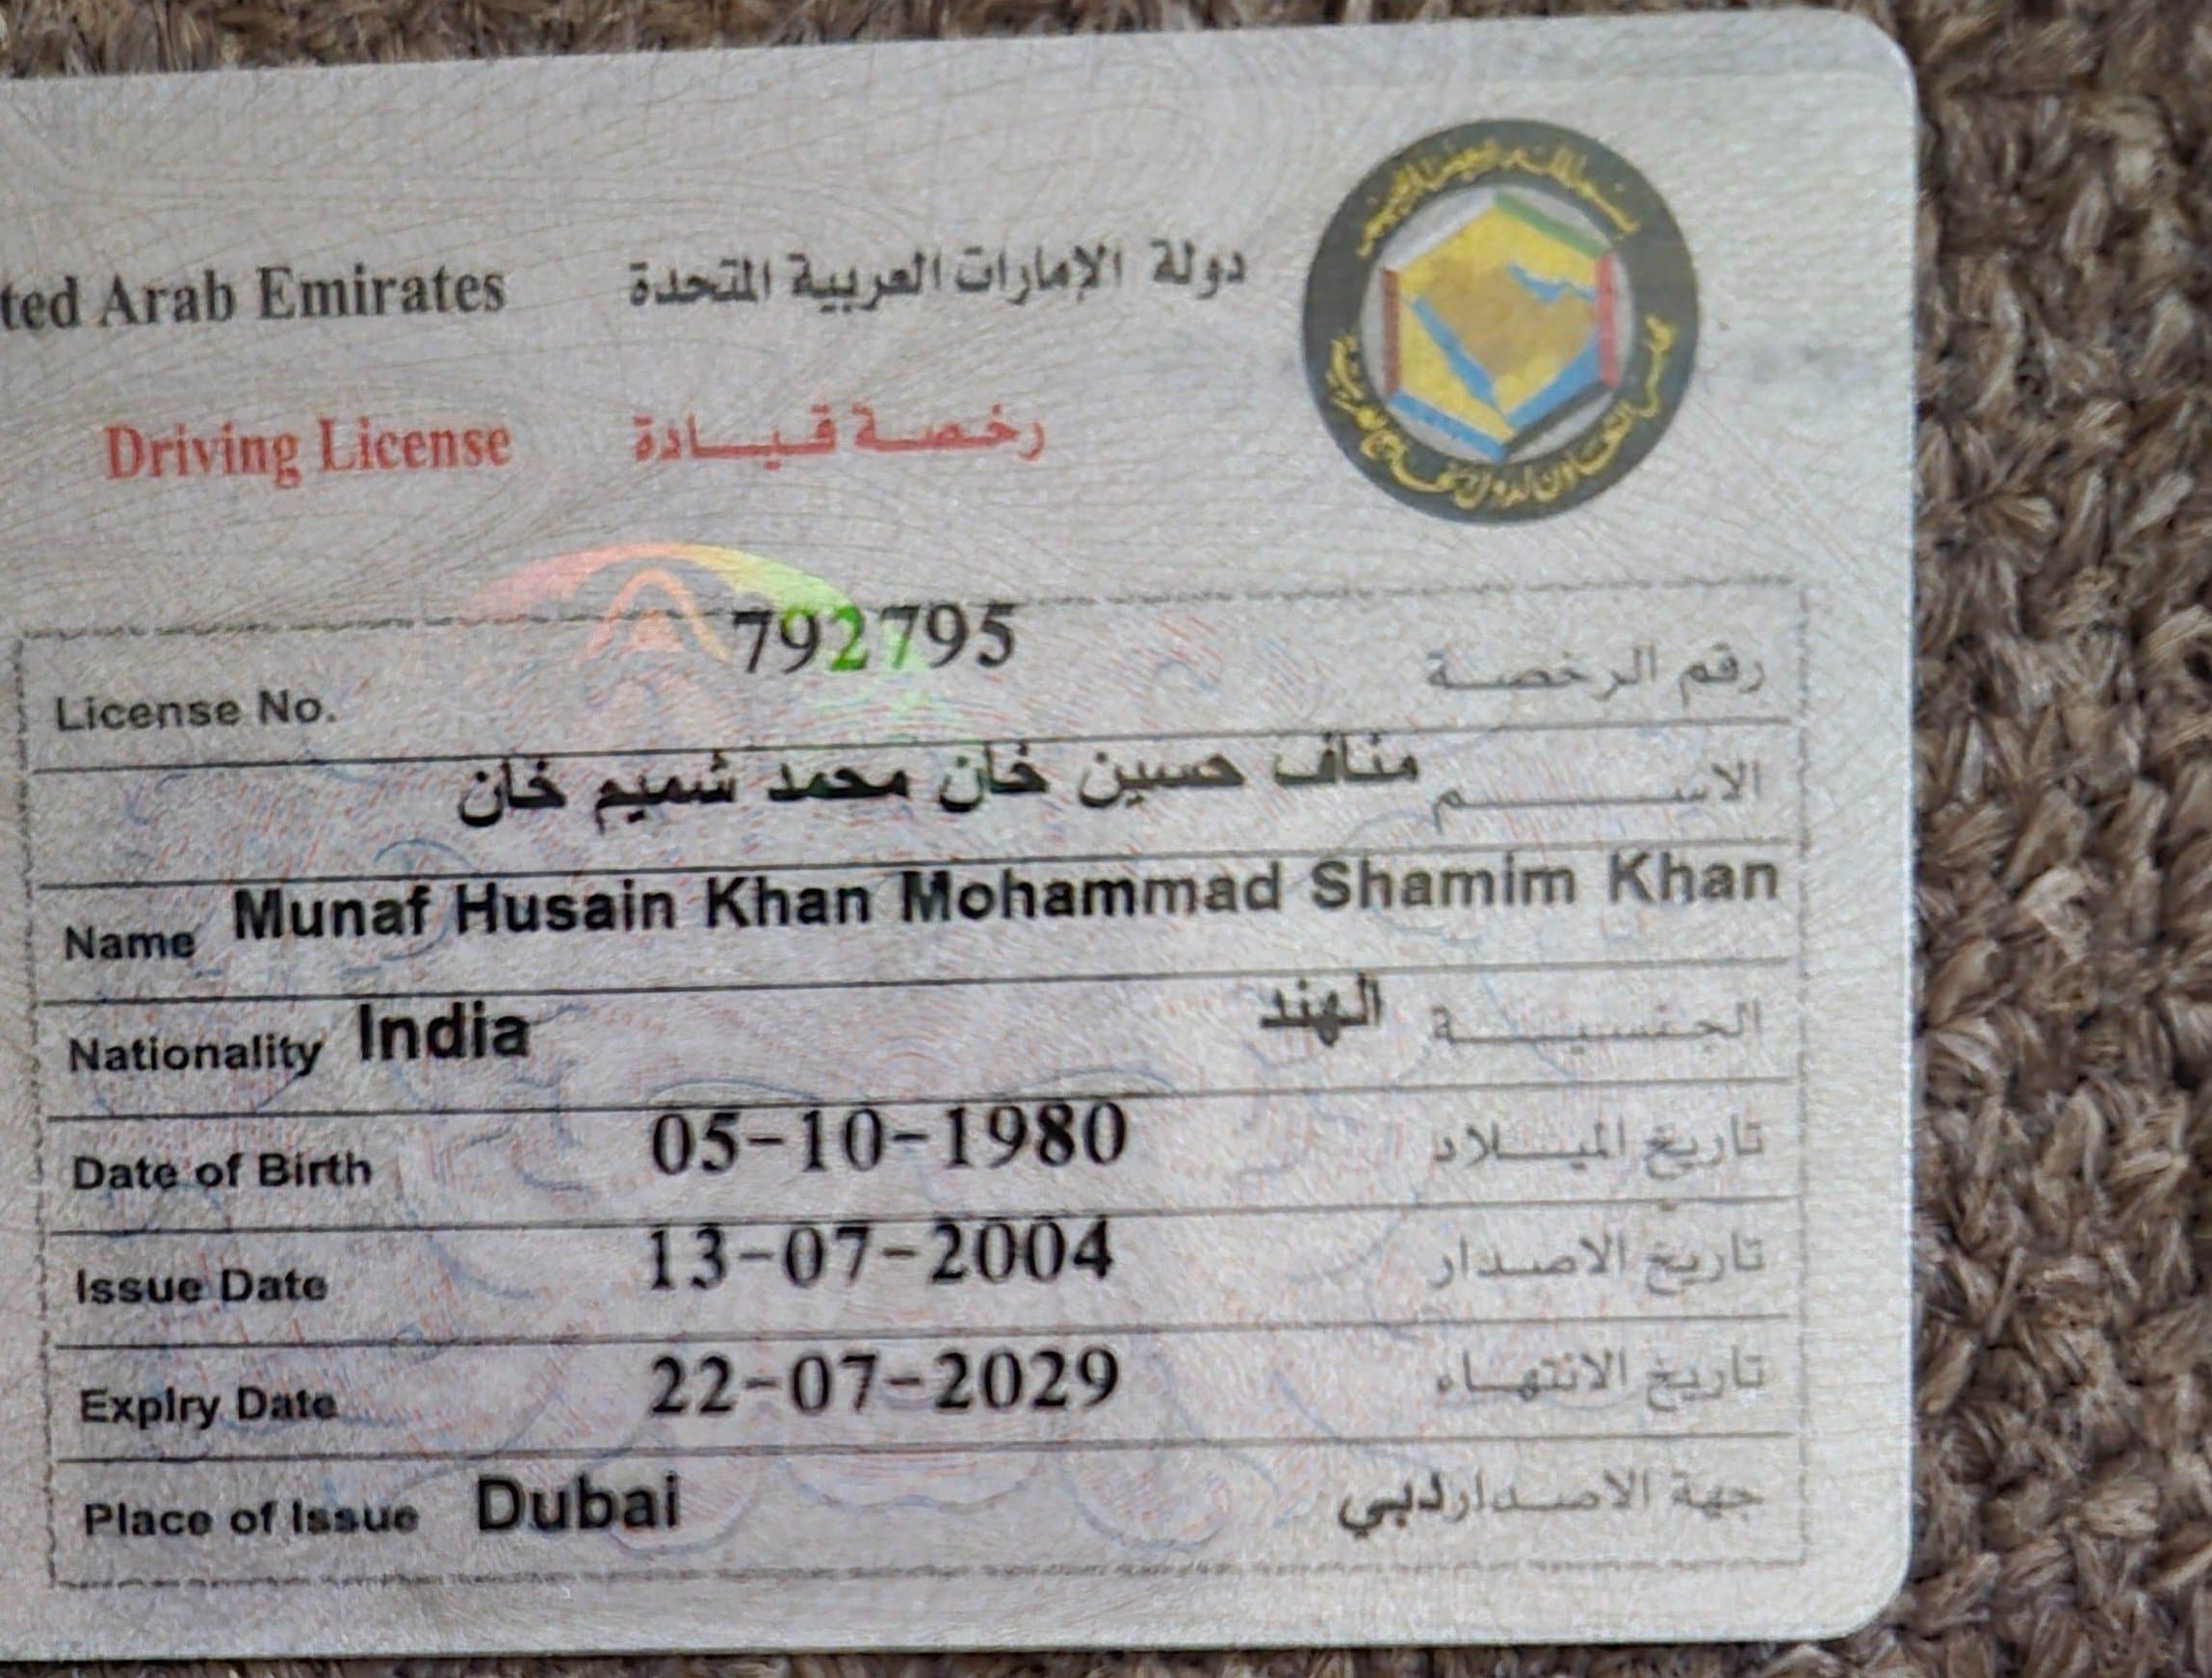 ted Arab Emirates دولة الإمارات العربية المتحدة
Driving License رخصة قيادة
License No. 792795 رقم الرخصة
مناف حسين خان محمد شميم خان الاسم
Name Munaf Husain Khan Mohammad Shamim Khan
Nationality India الهند الجنسية
Date of Birth 05-10-1980 تاريخ الميلاد
Issue Date 13-07-2004 تاريخ الاصدار
Expiry Date 22-07-2029 تاريخ الانتهاء
Place of Issue Dubai جهة الاصدار دبي